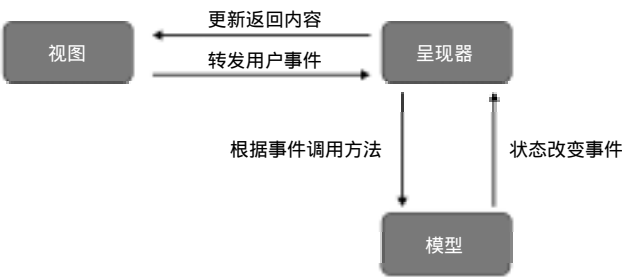 更新返回内容
视图
呈现器
转发用户事件
根据事件调用方法
状态改变事件
模型